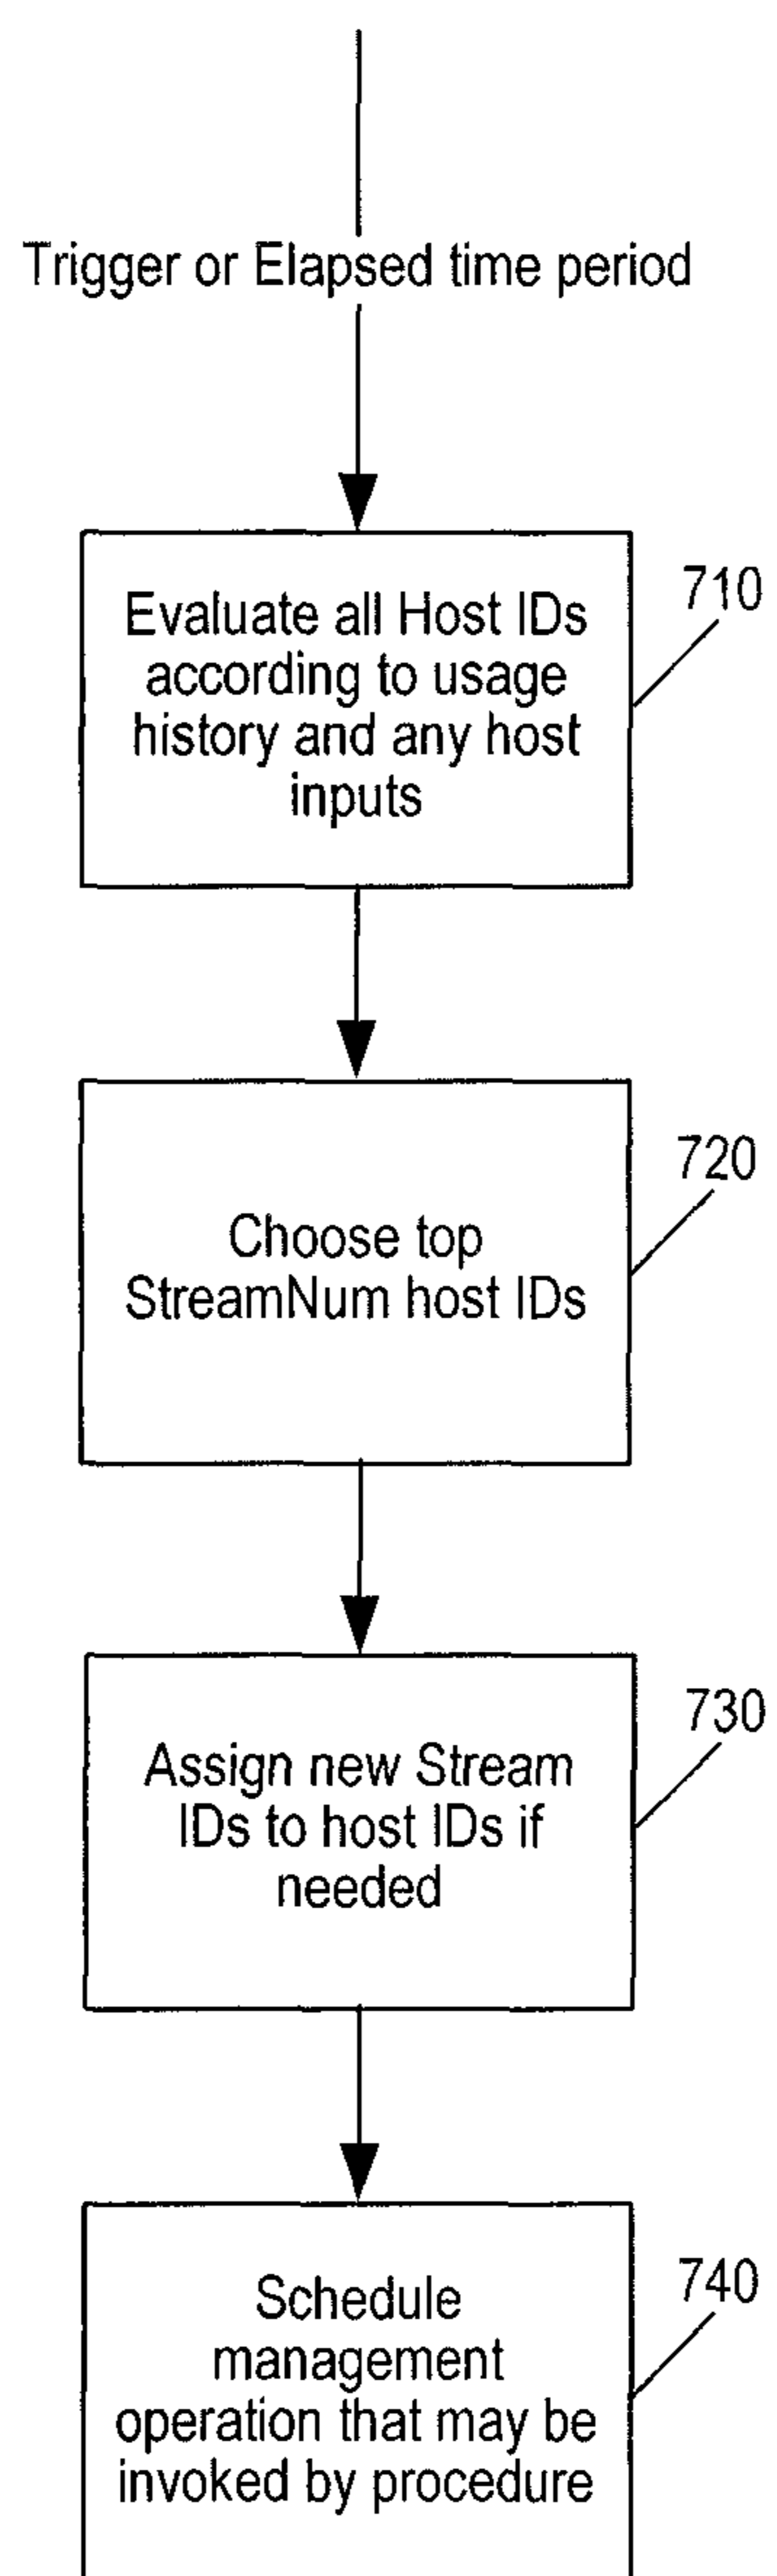 Trigger or Elapsed time period
Evaluate all Host IDs
according to usage
history and any host
inputs
710
Choose top
StreamNum host IDs
720
Assign new Stream
IDs to host IDs if
needed
730
Schedule
management
operation that may be
invoked by procedure
740